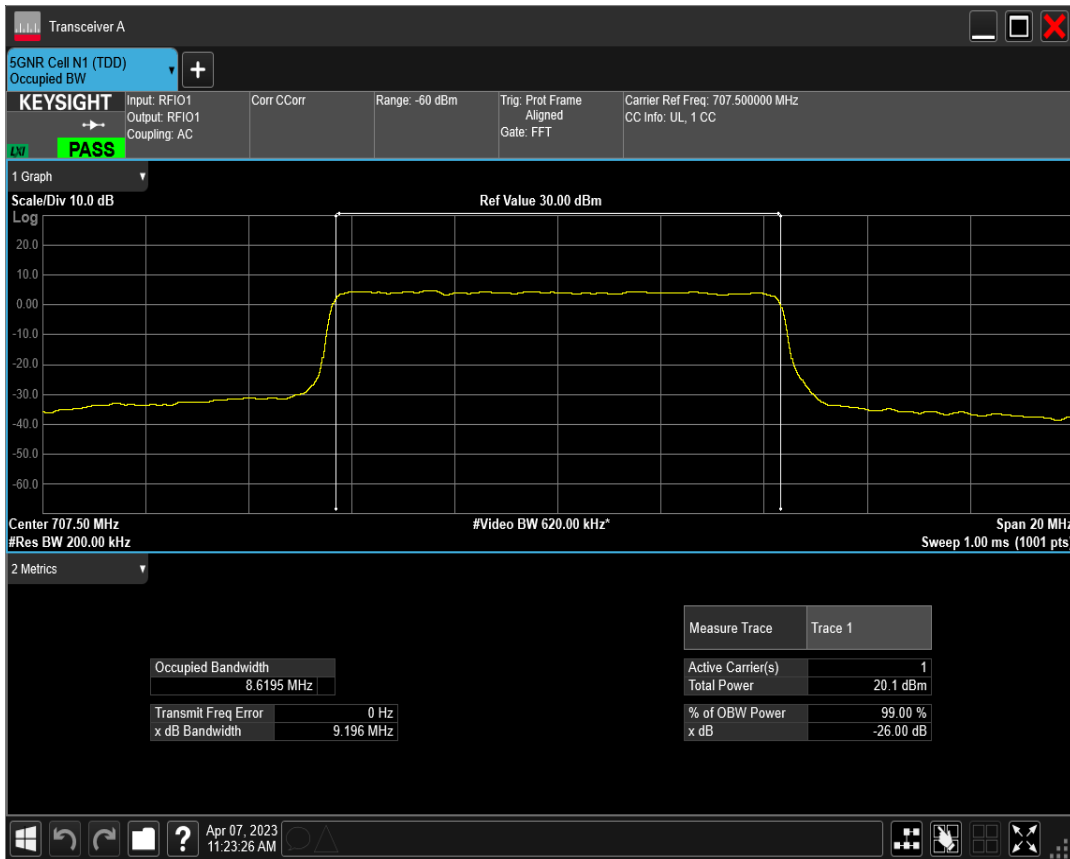 Transceiver A
5GNR Cell N1 (TDD)
Occupied BW
KEYSIGHT
LXI
PASS
Input: RFIO1
Output: RFIO1
Coupling: AC
Corr CCorr
Range: -60 dBm
Trig: Prot Frame
Aligned
Gate: FFT
Carrier Ref Freq: 707.500000 MHz
CC Info: UL, 1 CC
1 Graph
Scale/Div 10.0 dB
Ref Value 30.00 dBm
Log
20.0
10.0
0.00
-10.0
-20.0
-30.0
-40.0
-50.0
-60.0
Center 707.50 MHz
#Video BW 620.00 kHz*
Span 20 MHz
#Res BW 200.00 kHz
Sweep 1.00 ms (1001 pts)
2 Metrics
Measure Trace Trace 1
Occupied Bandwidth
8.6195 MHz
Active Carrier(s) 1
Total Power 20.1 dBm
Transmit Freq Error 0 Hz
x dB Bandwidth 9.196 MHz
% of OBW Power 99.00 %
x dB -26.00 dB
?
Apr 07, 2023
11:23:26 AM